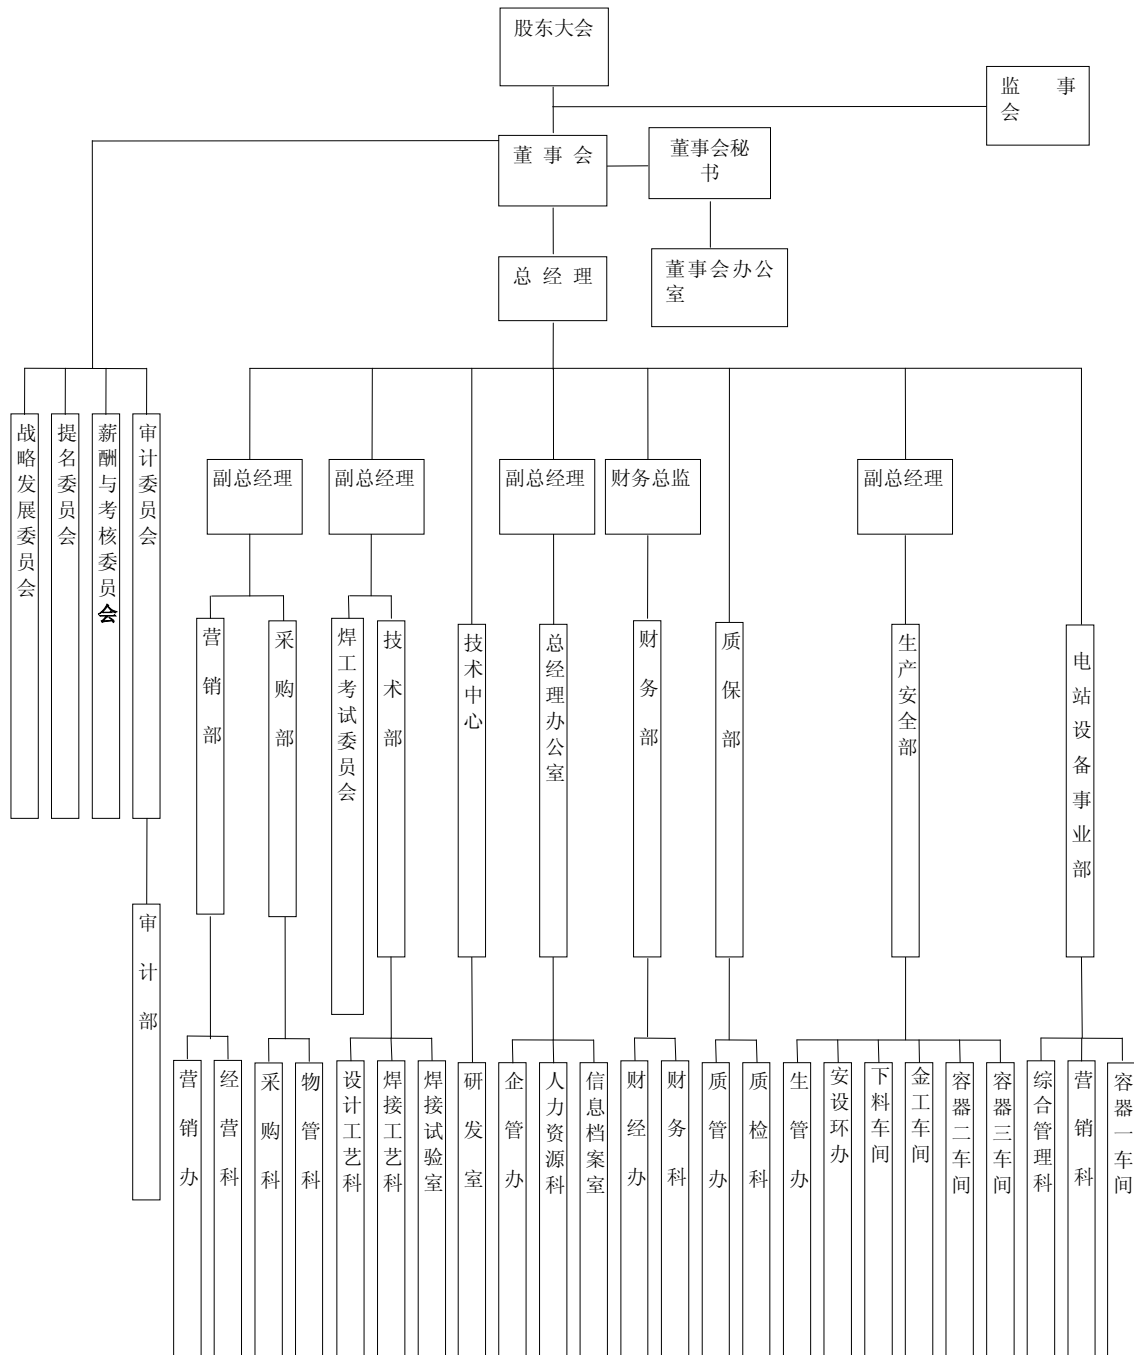 股东大会
监 事
会
董 事 会
董事会秘
书
总 经 理
董事会办公
室
战略发展委员会
提名委员会
薪酬与考核委员会
审计委员会
副总经理
副总经理
副总经理
财务总监
副总经理
营销部
采购部
焊工考试委员会
技术部
技术中心
总经理办公室
财务部
质保部
生产安全部
电站设备事业部
审计部
营销办
经营科
采购科
物管科
设计工艺科
焊接工艺科
焊接试验室
研发室
企管办
人力资源科
信息档案室
财经办
财务科
质管办
质检科
生管办
安设环办
下料车间
金工车间
容器二车间
容器三车间
综合管理科
营销科
容器一车间